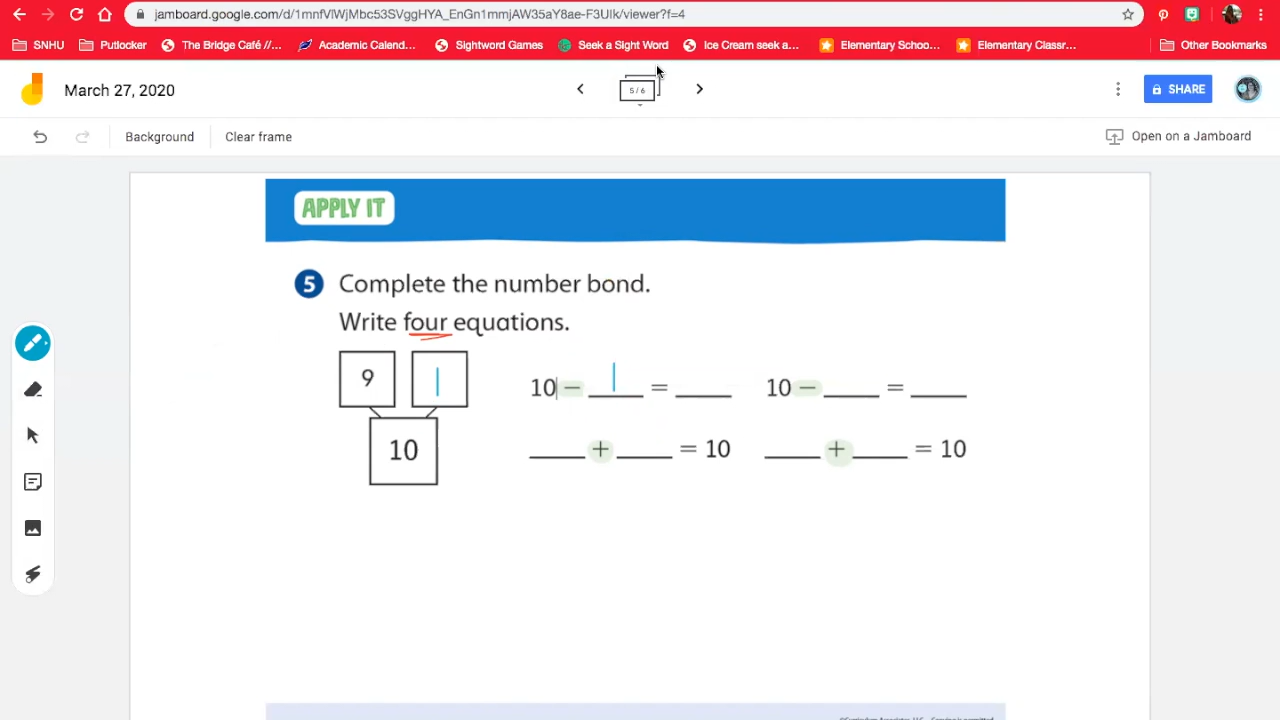 jamboard.google.com/d/1mnfVlWjMbc53SVggHYA_EnGn1mmjAW35aY8ae-F3UIk/viewer?f=4
SNHU Putlocker The Bridge Café //... Academic Calend... Sightword Games Seek a Sight Word Ice Cream seek a... Elementary Schoo... Elementary Classr... Other Bookmarks
March 27, 2020 5 / 6 SHARE
Background Clear frame Open on a Jamboard
APPLY IT
5 Complete the number bond.
Write four equations.
9 1
10 − 1 = ____ 10 − ____ = ____
10
____ + ____ = 10 ____ + ____ = 10